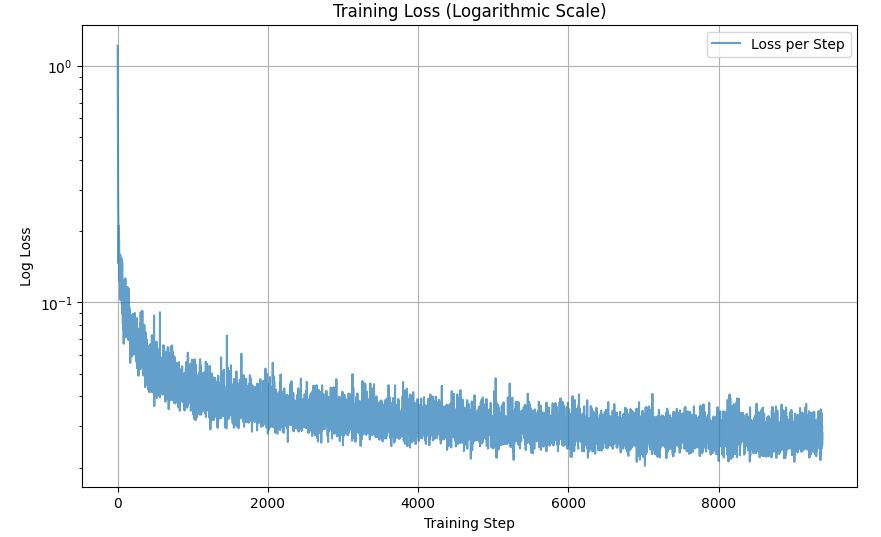 Training Loss (Logarithmic Scale)
Loss per Step
10⁰
10⁻¹
Log Loss
0 2000 4000 6000 8000
Training Step